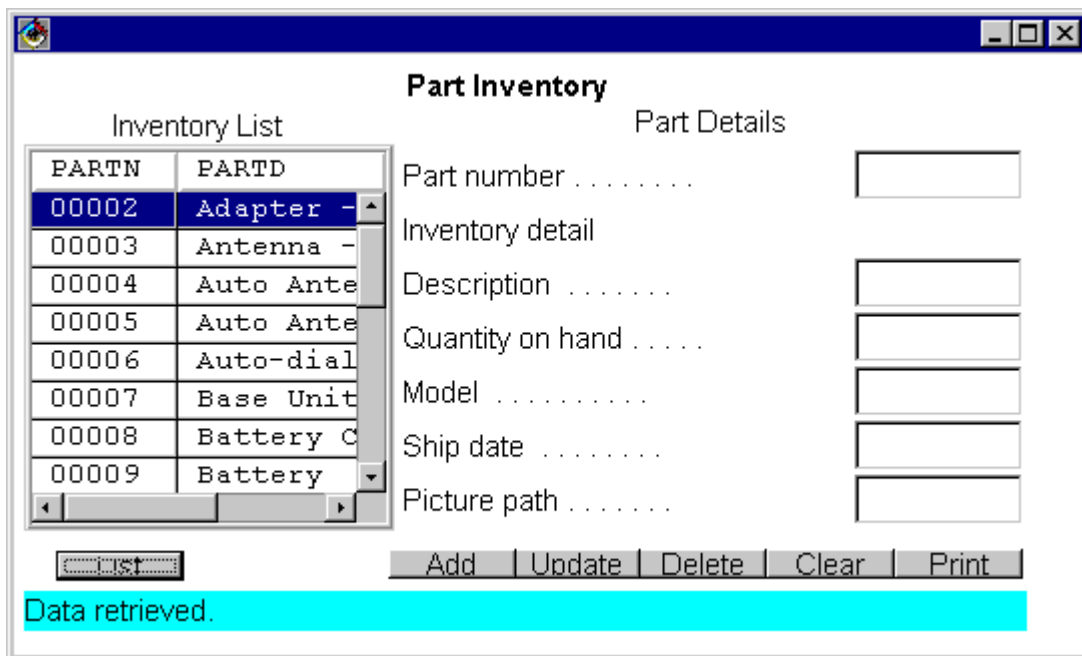 Part Inventory
Inventory List
Part Details
PARTN PARTD
00002 Adapter -
00003 Antenna -
00004 Auto Ante
00005 Auto Ante
00006 Auto-dial
00007 Base Unit
00008 Battery C
00009 Battery
Part number . . . . . . . .
Inventory detail
Description . . . . . . .
Quantity on hand . . . . .
Model . . . . . . . . . .
Ship date . . . . . . . .
Picture path . . . . . . .
List
Add Update Delete Clear Print
Data retrieved.